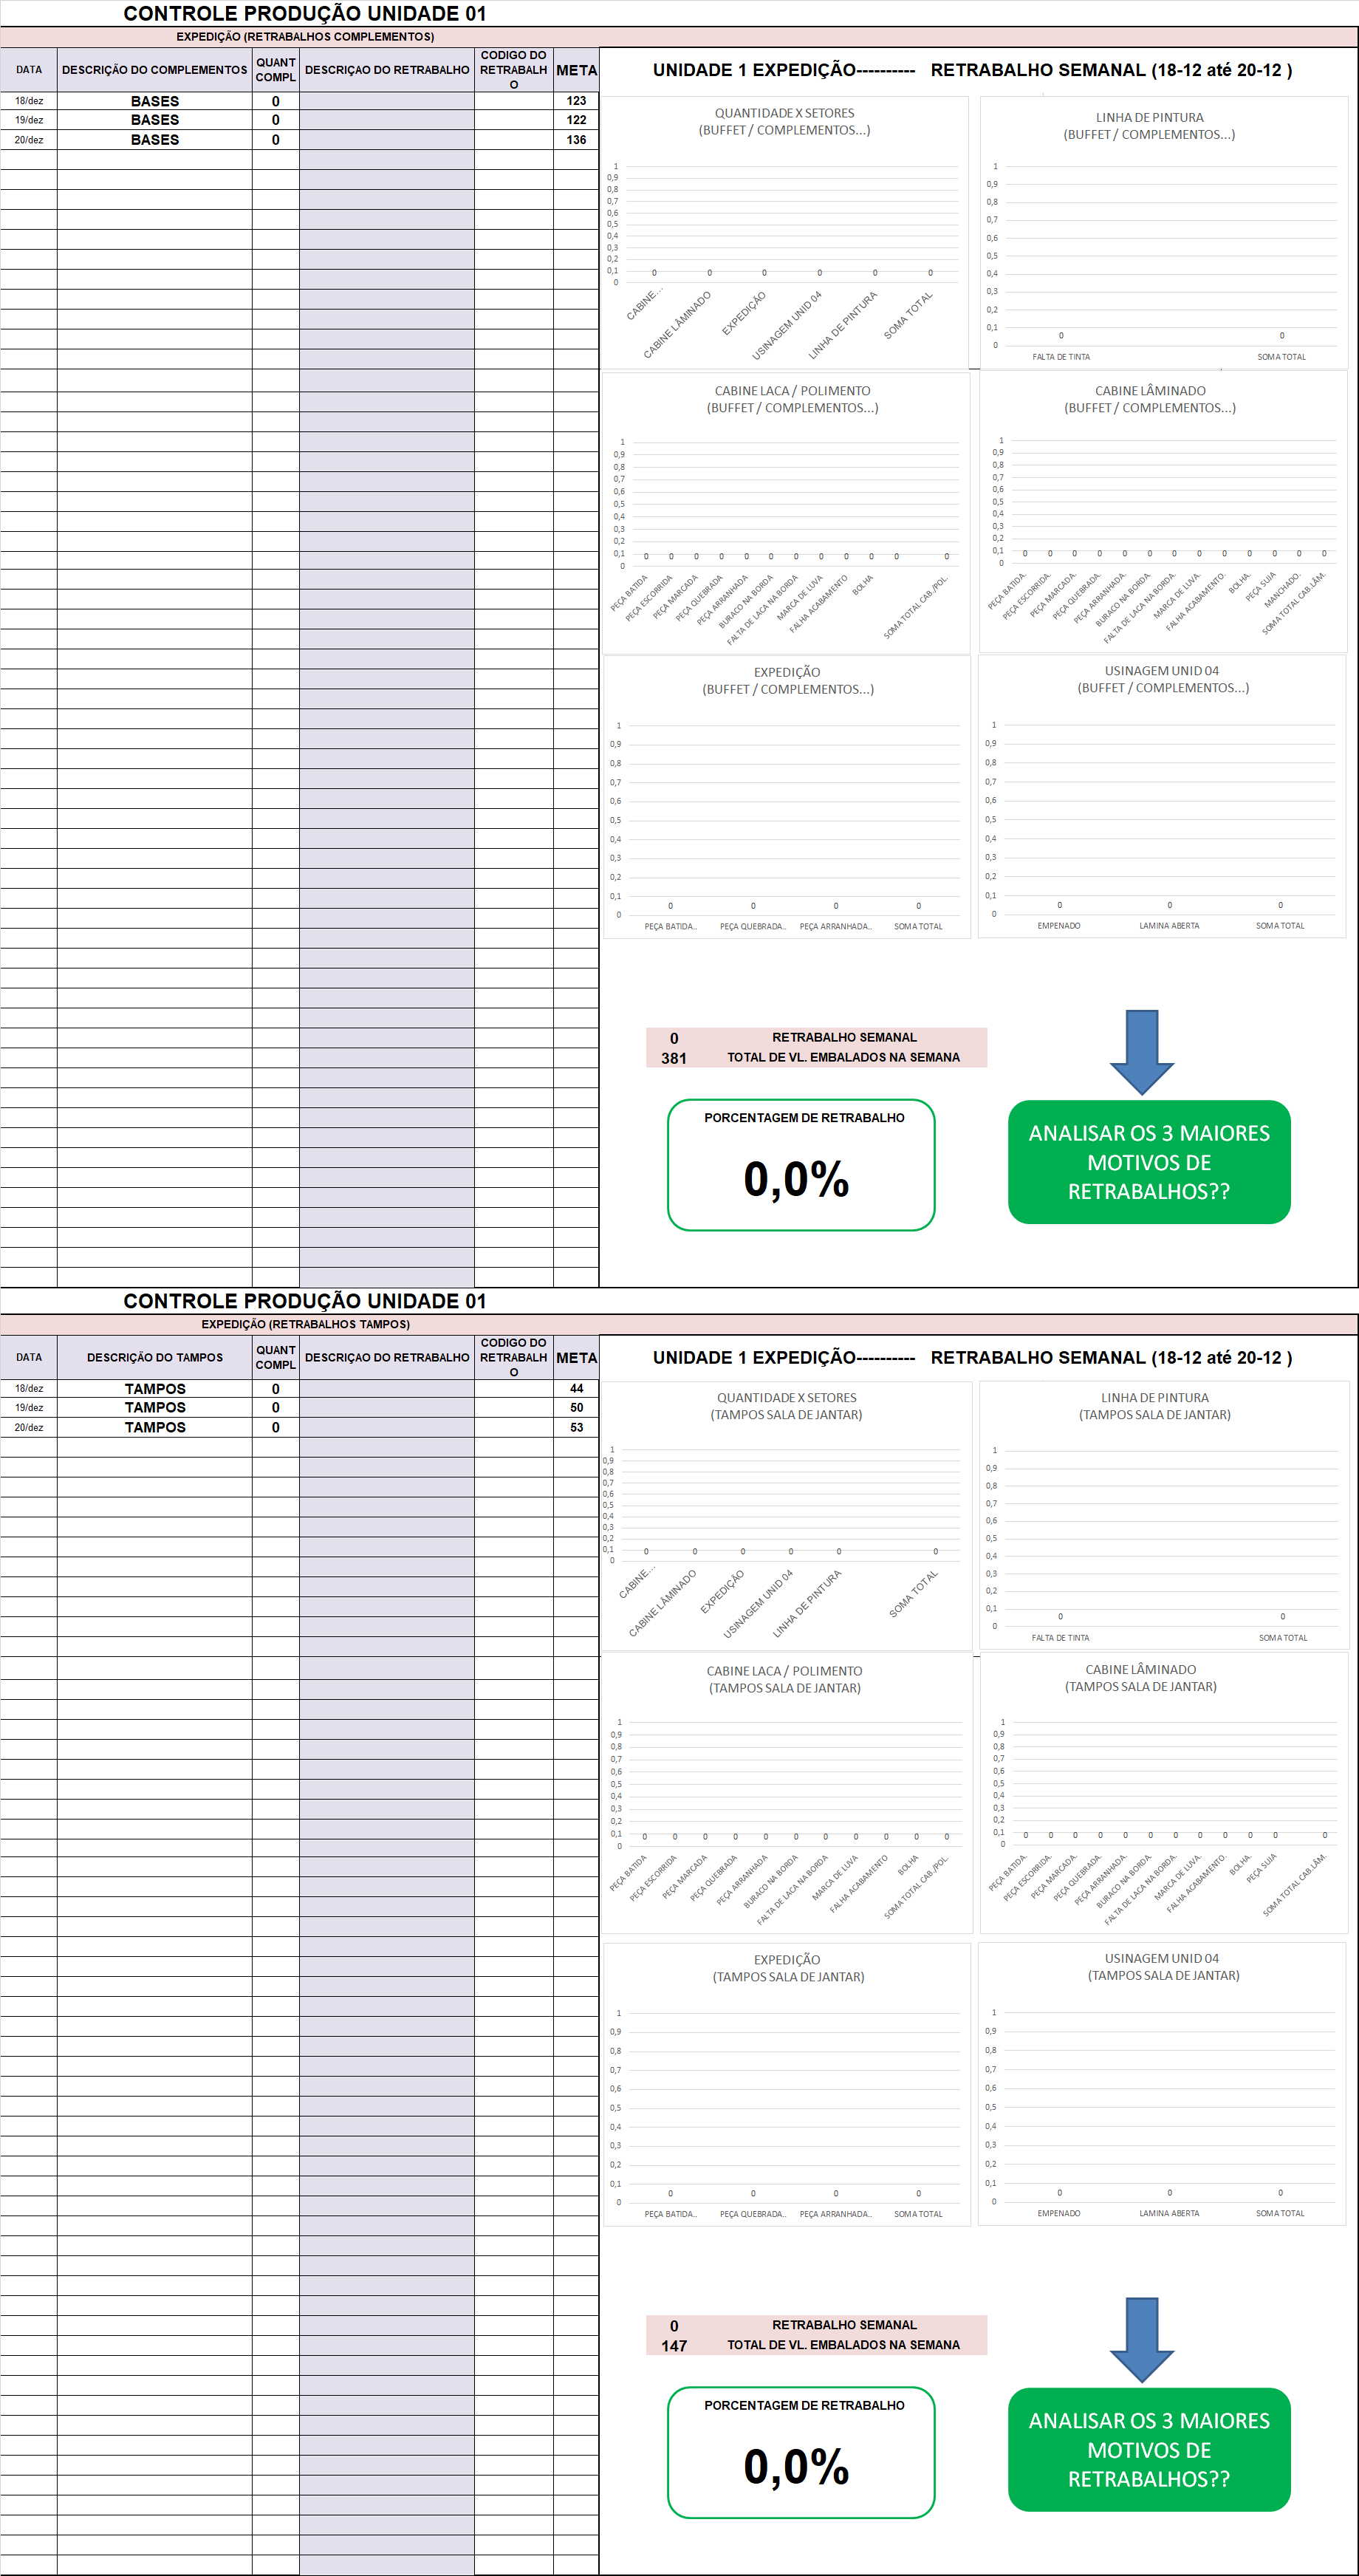 CONTROLE PRODUÇÃO UNIDADE 01
EXPEDIÇÃO (RETRABALHOS COMPLEMENTOS)
DATA
DESCRIÇÃO DO COMPLEMENTOS
QUANT
COMPL
DESCRIÇAO DO RETRABALHO
CODIGO DO
RETRABALH
O
META
18/dez BASES 0 123
19/dez BASES 0 122
20/dez BASES 0 136
UNIDADE 1 EXPEDIÇÃO---------- RETRABALHO SEMANAL (18-12 até 20-12 )
QUANTIDADE X SETORES
(BUFFET / COMPLEMENTOS...)
1
0,9
0,8
0,7
0,6
0,5
0,4
0,3
0,2
0,1
0
0 0 0 0 0 0
CABINE...
CABINE LÂMINADO
EXPEDIÇÃO
USINAGEM UNID 04
LINHA DE PINTURA
SOMA TOTAL
LINHA DE PINTURA
(BUFFET / COMPLEMENTOS...)
1
0,9
0,8
0,7
0,6
0,5
0,4
0,3
0,2
0,1
0
0 0
FALTA DE TINTA
SOMA TOTAL
CABINE LACA / POLIMENTO
(BUFFET / COMPLEMENTOS...)
1
0,9
0,8
0,7
0,6
0,5
0,4
0,3
0,2
0,1
0
0 0 0 0 0 0 0 0 0 0 0 0
PEÇA BATIDA
PEÇA ESCORRIDA
PEÇA MARCADA
PEÇA QUEBRADA
PEÇA ARRANHADA
BURACO NA BORDA
FALTA DE LACA NA BORDA
MARCA DE LUVA
FALHA ACABAMENTO
BOLHA
SOMA TOTAL CAB./POL.
CABINE LÂMINADO
(BUFFET / COMPLEMENTOS...)
1
0,9
0,8
0,7
0,6
0,5
0,4
0,3
0,2
0,1
0
0 0 0 0 0 0 0 0 0 0 0 0 0
PEÇA BATIDA.
PEÇA ESCORRIDA.
PEÇA MARCADA.
PEÇA QUEBRADA.
PEÇA ARRANHADA.
BURACO NA BORDA.
FALTA DE LACA NA BORDA.
MARCA DE LUVA.
FALHA ACABAMENTO.
BOLHA.
PEÇA SUJA
MANCHADO.
SOMA TOTAL CAB.LÂM.
EXPEDIÇÃO
(BUFFET / COMPLEMENTOS...)
1
0,9
0,8
0,7
0,6
0,5
0,4
0,3
0,2
0,1
0
0 0 0 0
PEÇA BATIDA..
PEÇA QUEBRADA..
PEÇA ARRANHADA..
SOMA TOTAL
USINAGEM UNID 04
(BUFFET / COMPLEMENTOS...)
1
0,9
0,8
0,7
0,6
0,5
0,4
0,3
0,2
0,1
0
0 0 0
EMPENADO
LAMINA ABERTA
SOMA TOTAL
0 RETRABALHO SEMANAL
381 TOTAL DE VL. EMBALADOS NA SEMANA
PORCENTAGEM DE RETRABALHO
0,0%
ANALISAR OS 3 MAIORES
MOTIVOS DE
RETRABALHOS??
CONTROLE PRODUÇÃO UNIDADE 01
EXPEDIÇÃO (RETRABALHOS TAMPOS)
DATA
DESCRIÇÃO DO TAMPOS
QUANT
COMPL
DESCRIÇAO DO RETRABALHO
CODIGO DO
RETRABALH
O
META
18/dez TAMPOS 0 44
19/dez TAMPOS 0 50
20/dez TAMPOS 0 53
UNIDADE 1 EXPEDIÇÃO---------- RETRABALHO SEMANAL (18-12 até 20-12 )
QUANTIDADE X SETORES
(TAMPOS SALA DE JANTAR)
1
0,9
0,8
0,7
0,6
0,5
0,4
0,3
0,2
0,1
0
0 0 0 0 0 0
CABINE...
CABINE LÂMINADO
EXPEDIÇÃO
USINAGEM UNID 04
LINHA DE PINTURA
SOMA TOTAL
LINHA DE PINTURA
(TAMPOS SALA DE JANTAR)
1
0,9
0,8
0,7
0,6
0,5
0,4
0,3
0,2
0,1
0
0 0
FALTA DE TINTA
SOMA TOTAL
CABINE LACA / POLIMENTO
(TAMPOS SALA DE JANTAR)
1
0,9
0,8
0,7
0,6
0,5
0,4
0,3
0,2
0,1
0
0 0 0 0 0 0 0 0 0 0 0
PEÇA BATIDA
PEÇA ESCORRIDA
PEÇA MARCADA
PEÇA QUEBRADA
PEÇA ARRANHADA
BURACO NA BORDA
FALTA DE LACA NA BORDA
MARCA DE LUVA
FALHA ACABAMENTO
BOLHA
SOMA TOTAL CAB./POL.
CABINE LÂMINADO
(TAMPOS SALA DE JANTAR)
1
0,9
0,8
0,7
0,6
0,5
0,4
0,3
0,2
0,1
0
0 0 0 0 0 0 0 0 0 0 0 0
PEÇA BATIDA.
PEÇA ESCORRIDA.
PEÇA MARCADA.
PEÇA QUEBRADA.
PEÇA ARRANHADA.
BURACO NA BORDA.
FALTA DE LACA NA BORDA.
MARCA DE LUVA.
FALHA ACABAMENTO.
BOLHA.
PEÇA SUJA
SOMA TOTAL CAB.LÂM.
EXPEDIÇÃO
(TAMPOS SALA DE JANTAR)
1
0,9
0,8
0,7
0,6
0,5
0,4
0,3
0,2
0,1
0
0 0 0 0
PEÇA BATIDA..
PEÇA QUEBRADA..
PEÇA ARRANHADA..
SOMA TOTAL
USINAGEM UNID 04
(TAMPOS SALA DE JANTAR)
1
0,9
0,8
0,7
0,6
0,5
0,4
0,3
0,2
0,1
0
0 0 0
EMPENADO
LAMINA ABERTA
SOMA TOTAL
0 RETRABALHO SEMANAL
147 TOTAL DE VL. EMBALADOS NA SEMANA
PORCENTAGEM DE RETRABALHO
0,0%
ANALISAR OS 3 MAIORES
MOTIVOS DE
RETRABALHOS??